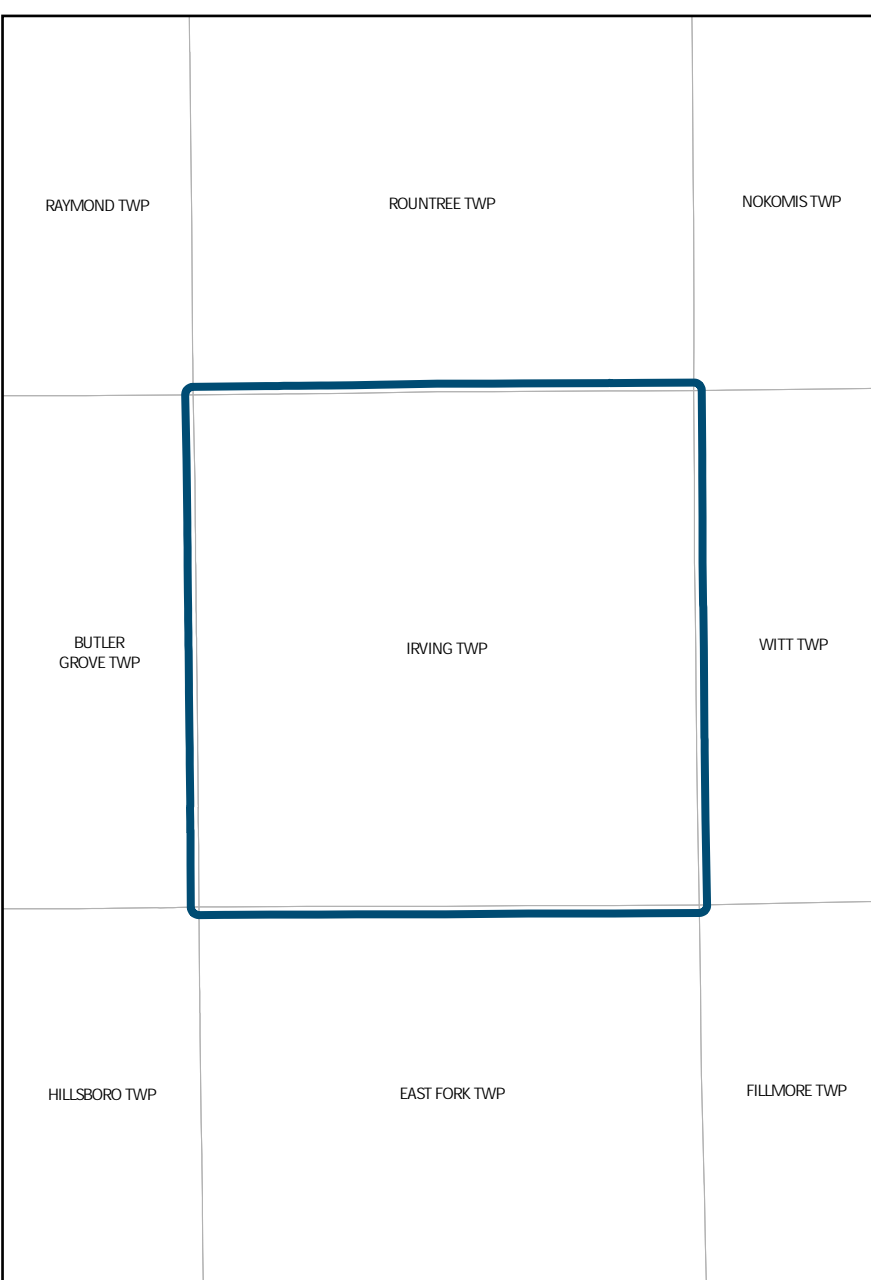 RAYMOND TWP
ROUNTREE TWP
NOKOMIS TWP
BUTLER
GROVE TWP
IRVING TWP
WITT TWP
HILLSBORO TWP
EAST FORK TWP
FILLMORE TWP